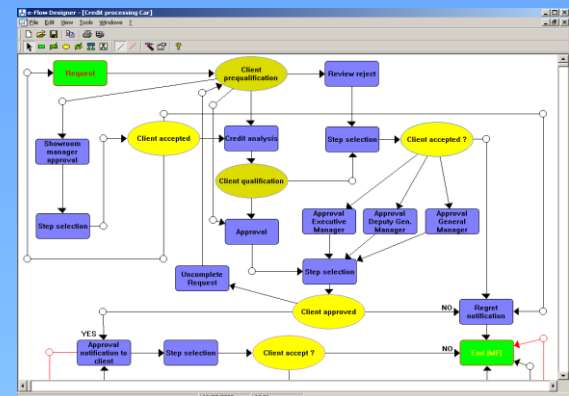 e-Flow Designer - [Credit processing Car]
File Edit View Tools Windows ?
Request
Client
prequalification
Review reject
Showroom
manager
approval
Client accepted
Credit analysis
Step selection
Client accepted ?
Client qualification
Step selection
Approval
Approval
Executive
Manager
Approval
Deputy Gen.
Manager
Approval
General
Manager
Uncomplete
Request
Step selection
Client approved
NO
Regret
notification
YES
Approval
notification to
client
Step selection
Client accept ?
NO
End (MF)